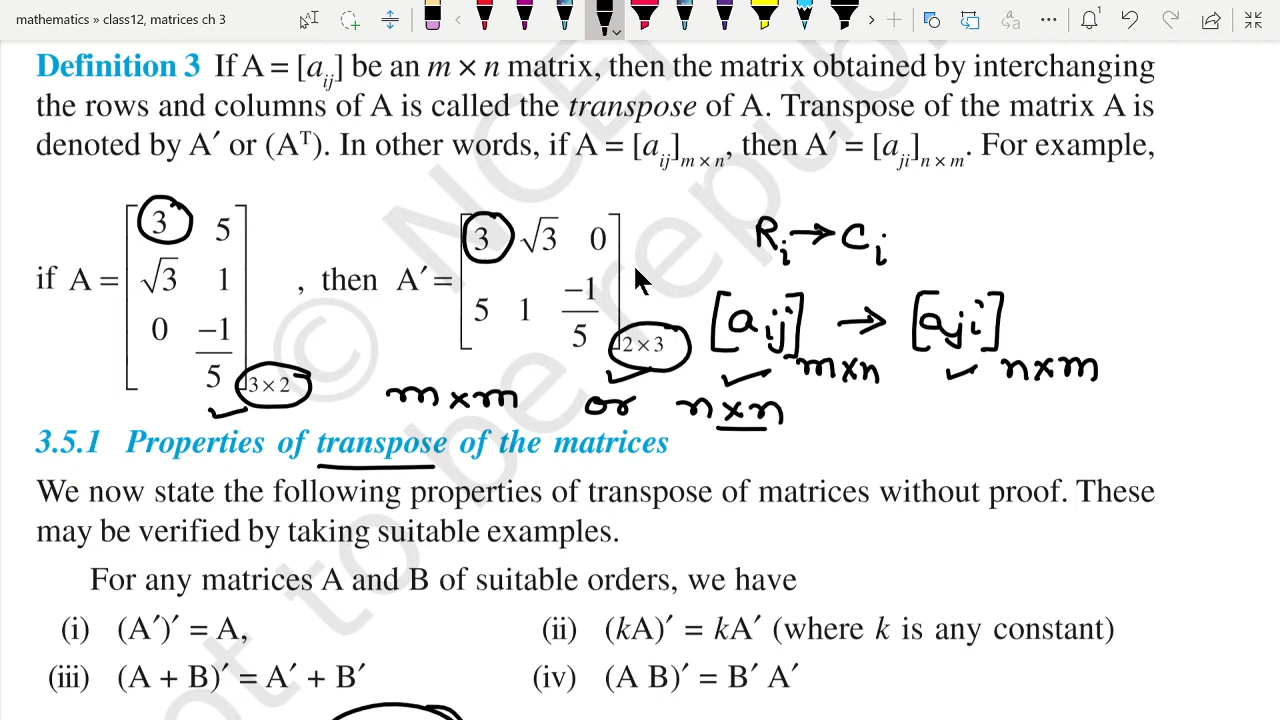 mathematics » class12, matrices ch 3
Definition 3 If A = [aij] be an m × n matrix, then the matrix obtained by interchanging
the rows and columns of A is called the transpose of A. Transpose of the matrix A is
denoted by A′ or (Aᵀ). In other words, if A = [aij]m × n, then A′ = [aji]n × m. For example,
if A = [3 5
√3 1
0 −1/5]3 × 2
, then A′ = [3 √3 0
5 1 −1/5]2 × 3
Ri → Ci
[aij]m×n → [aji]n×m
m×m or n×n
3.5.1 Properties of transpose of the matrices
We now state the following properties of transpose of matrices without proof. These
may be verified by taking suitable examples.
For any matrices A and B of suitable orders, we have
(i) (A′)′ = A, (ii) (kA)′ = kA′ (where k is any constant)
(iii) (A + B)′ = A′ + B′ (iv) (A B)′ = B′ A′